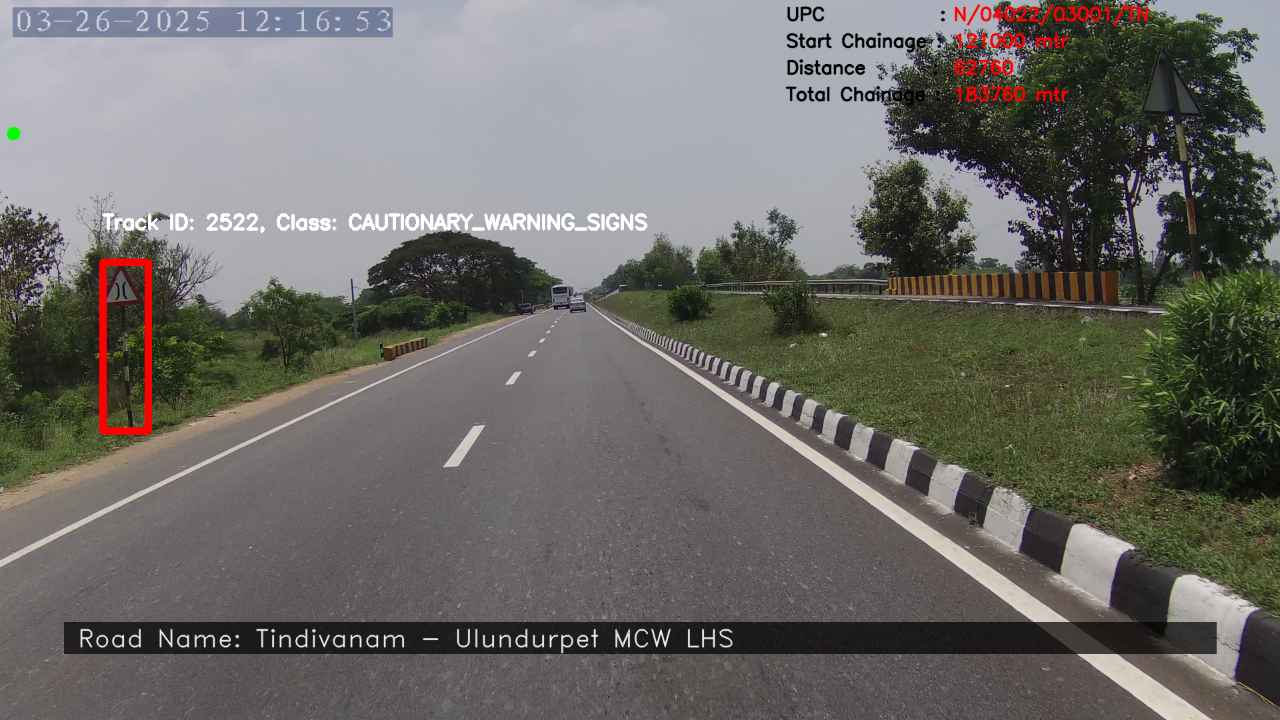 03-26-2025 12:16:53
UPC : N/04022/03001/TN
Start Chainage : 121000 mtr
Distance : 62760
Total Chainage : 183760 mtr
Track ID: 2522, Class: CAUTIONARY_WARNING_SIGNS
Road Name: Tindivanam - Ulundurpet MCW LHS